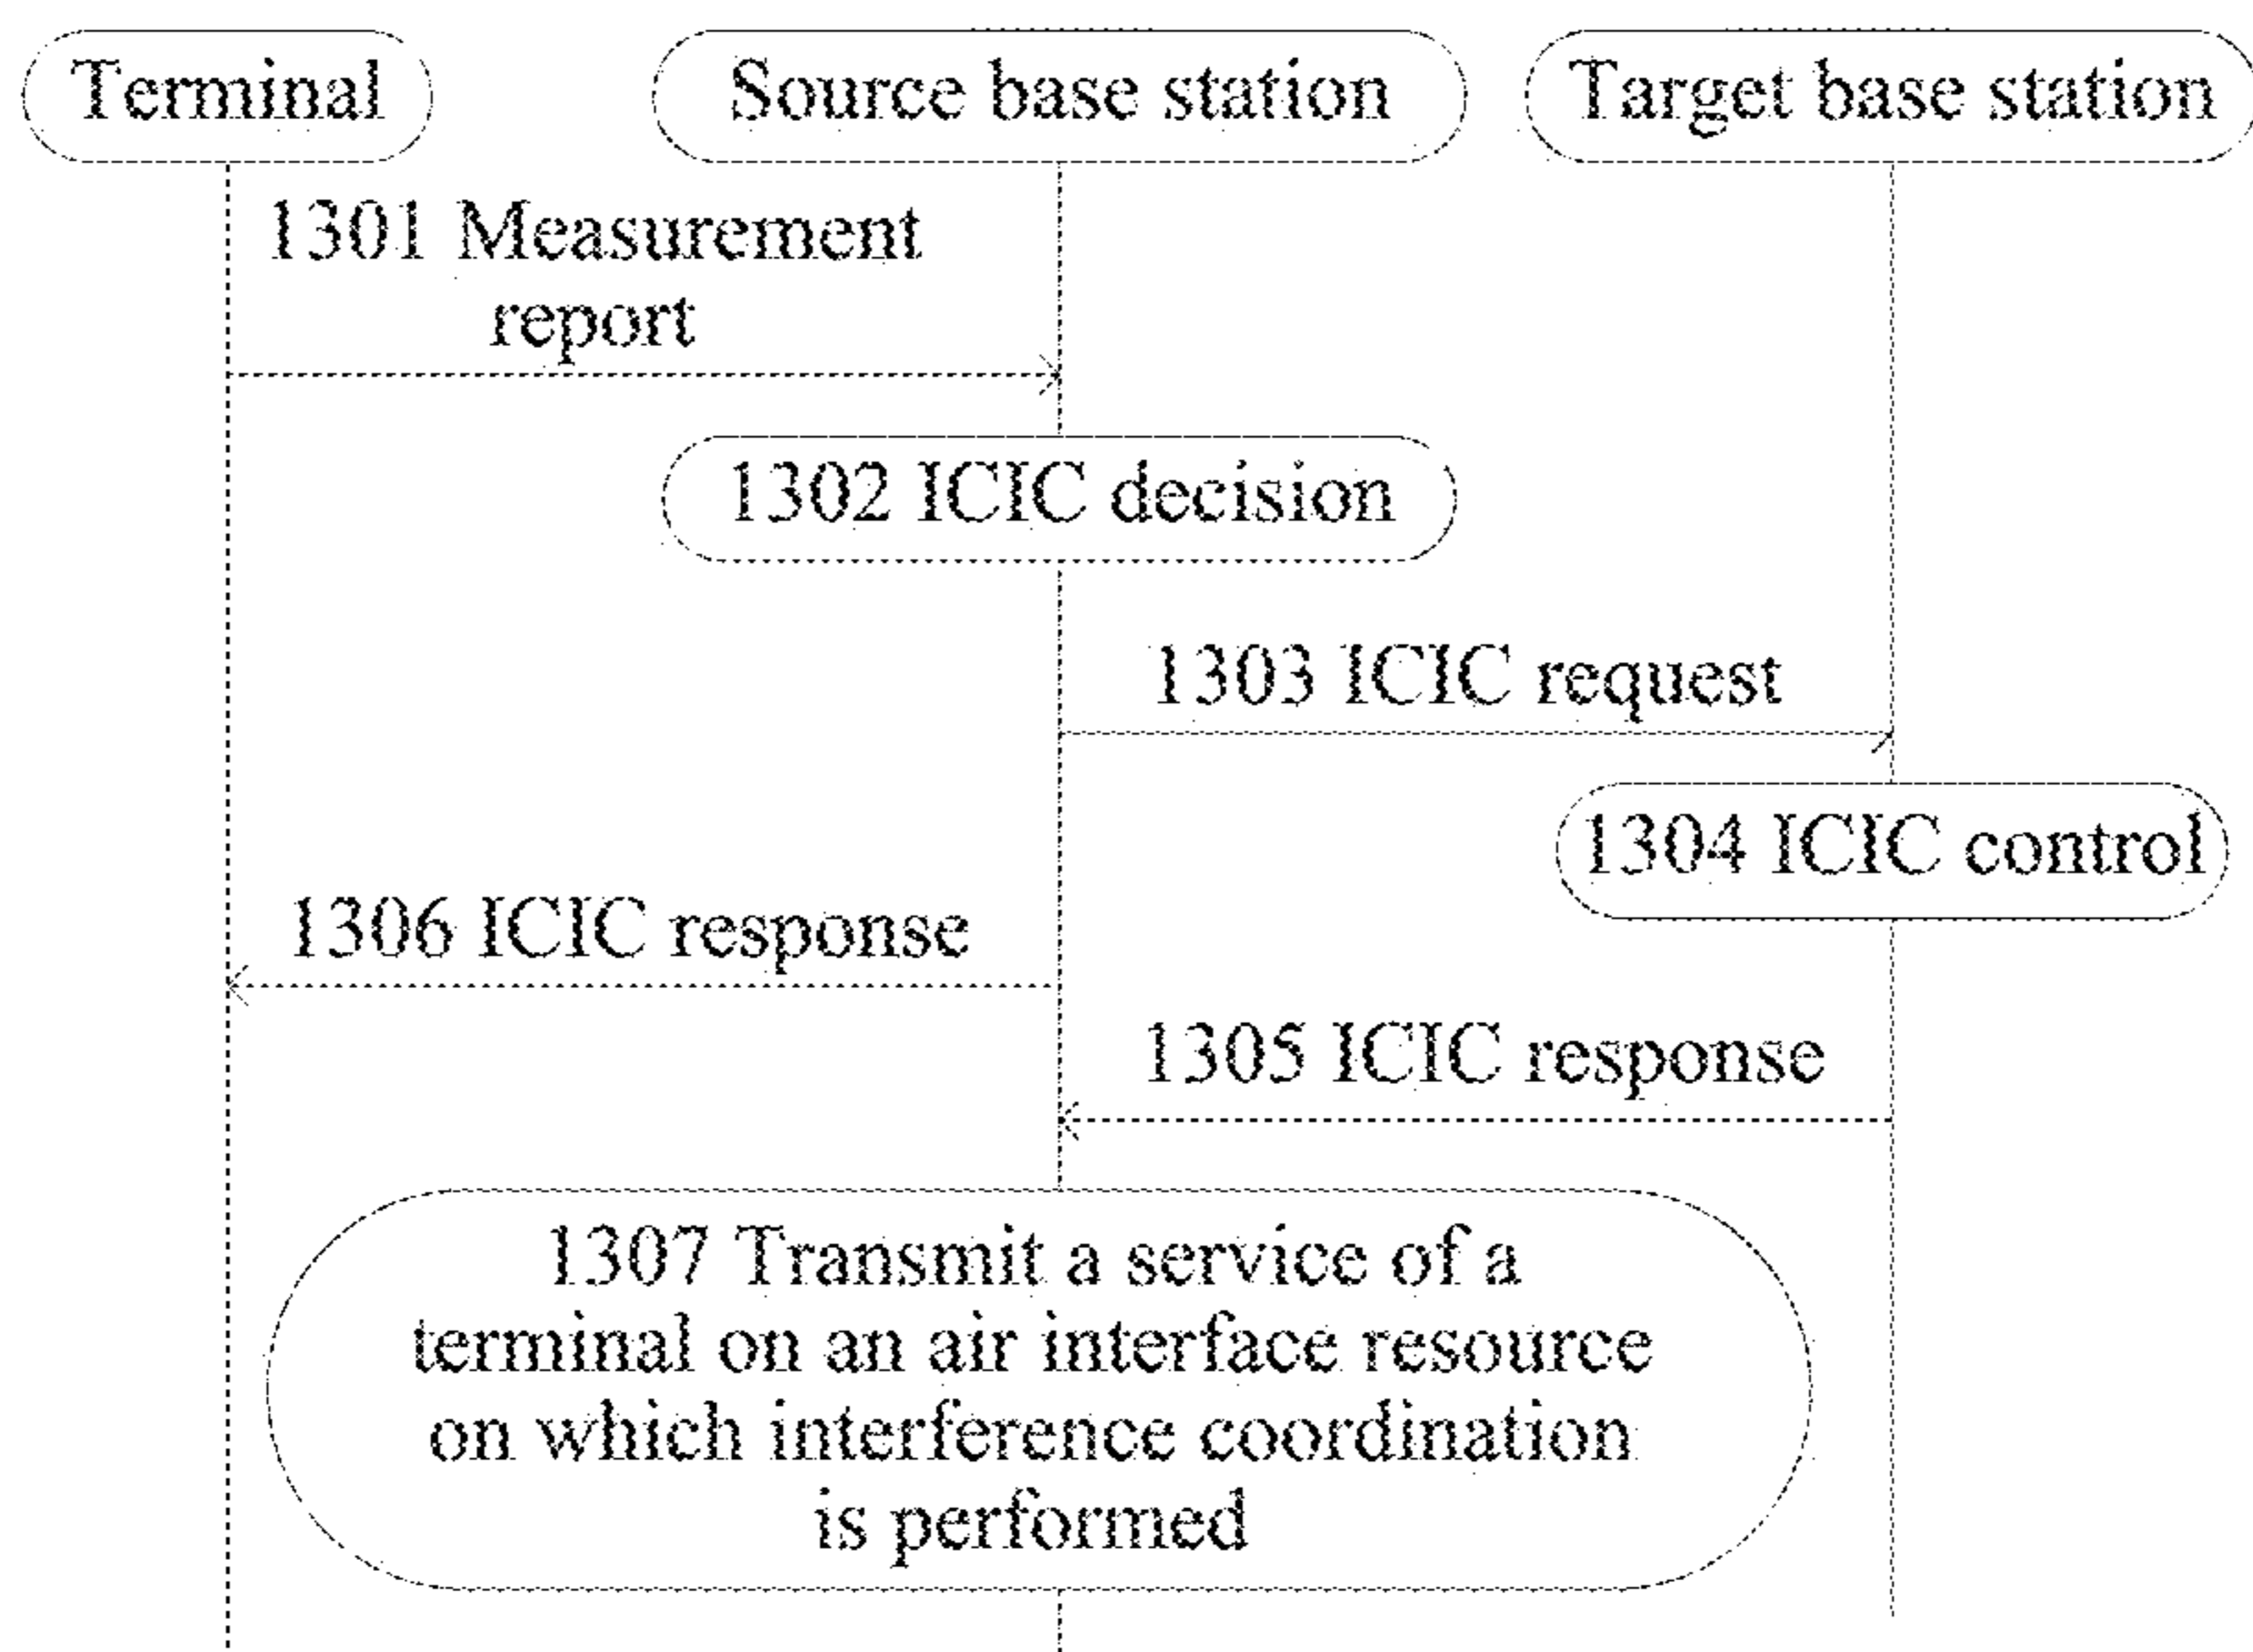 Terminal
Source base station
Target base station
1301 Measurement
report
1302 ICIC decision
1303 ICIC request
1304 ICIC control
1306 ICIC response
1305 ICIC response
1307 Transmit a service of a
terminal on an air interface resource
on which interference coordination
is performed